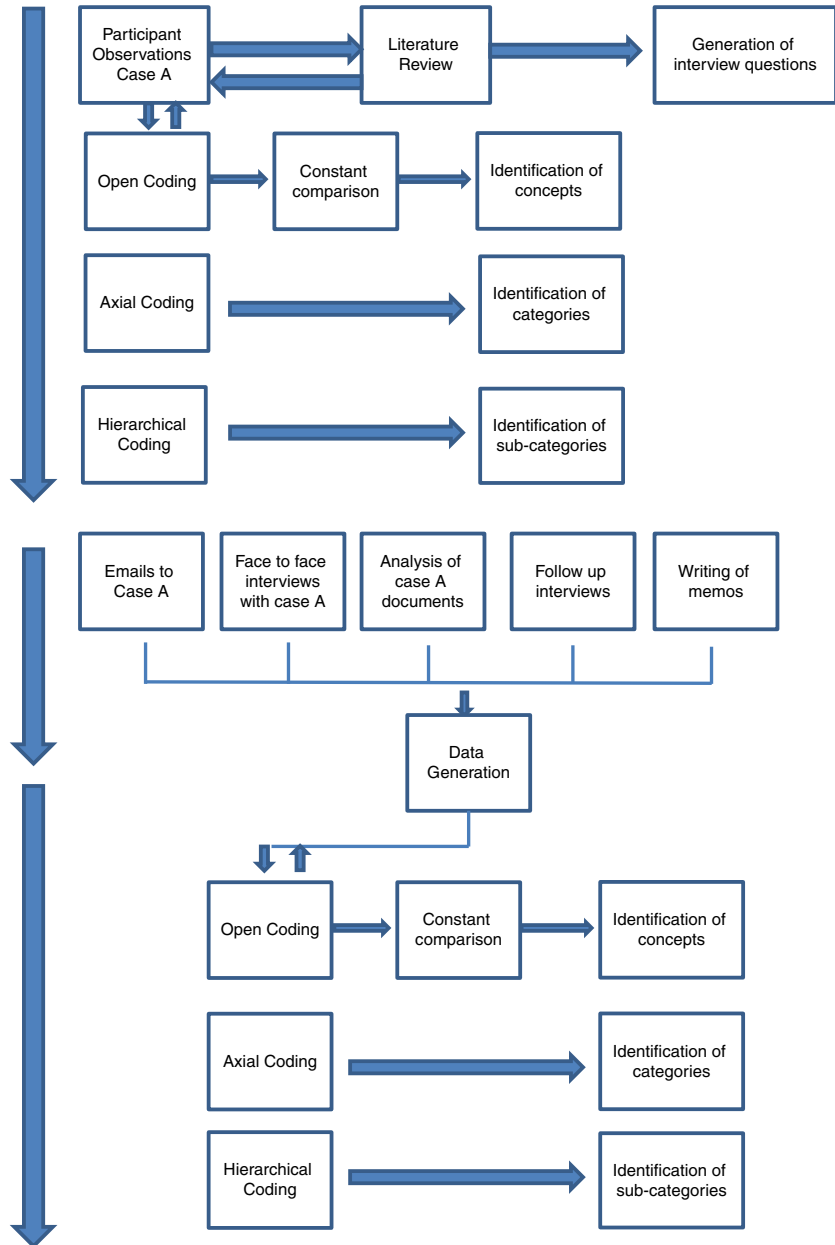 Participant
Observations
Case A
Literature
Review
Generation of
interview questions
Open Coding
Constant
comparison
Identification of
concepts
Axial Coding
Identification of
categories
Hierarchical
Coding
Identification of
sub-categories
Emails to
Case A
Face to face
interviews
with case A
Analysis of
case A
documents
Follow up
interviews
Writing of
memos
Data
Generation
Open Coding
Constant
comparison
Identification of
concepts
Axial Coding
Identification of
categories
Hierarchical
Coding
Identification of
sub-categories